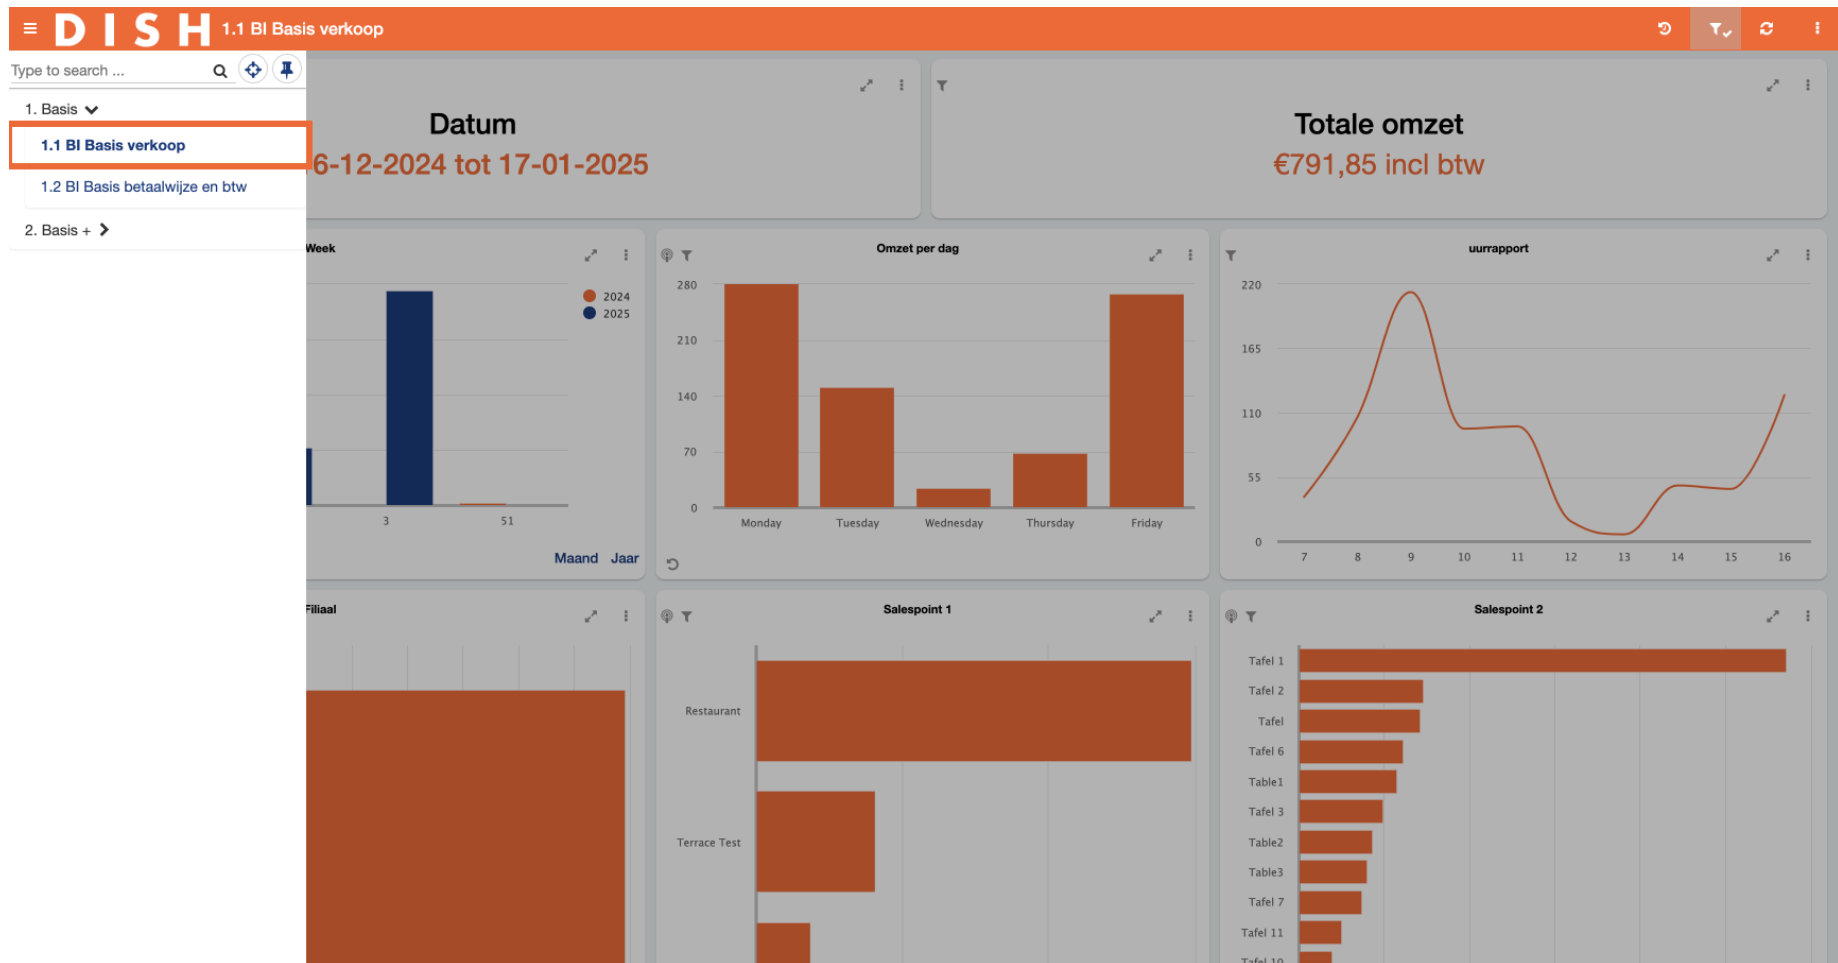 DISH 1.1 BI Basis verkoop
Type to search ...
1. Basis
1.1 BI Basis verkoop
1.2 BI Basis betaalwijze en btw
2. Basis +
Datum
6-12-2024 tot 17-01-2025
Totale omzet
€791,85 incl btw
Week
2024
2025
3 51
Maand Jaar
Omzet per dag
280
210
140
70
0
Monday Tuesday Wednesday Thursday Friday
uurrapport
220
165
110
55
0
7 8 9 10 11 12 13 14 15 16
Filiaal
Salespoint 1
Restaurant
Terrace Test
Salespoint 2
Tafel 1
Tafel 2
Tafel
Tafel 6
Table1
Tafel 3
Table2
Table3
Tafel 7
Tafel 11
Tafel 10